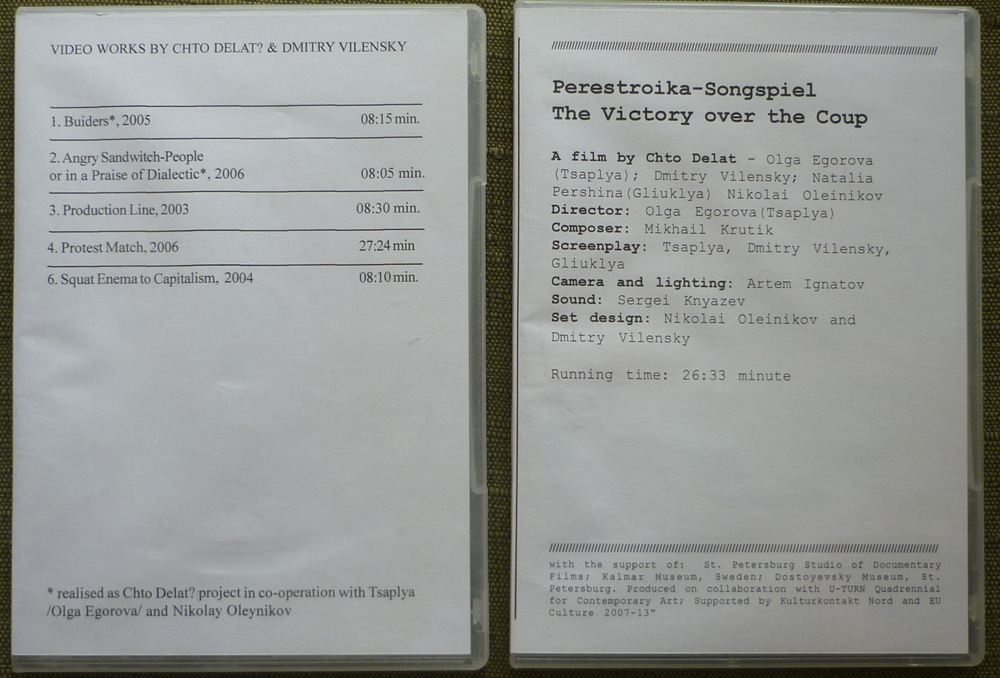 VIDEO WORKS BY CHTO DELAT? & DMITRY VILENSKY
1. Buiders*, 2005 08:15 min.
2. Angry Sandwitch-People
or in a Praise of Dialectic*, 2006 08:05 min.
3. Production Line, 2003 08:30 min.
4. Protest Match, 2006 27:24 min
6. Squat Enema to Capitalism, 2004 08:10 min.
* realised as Chto Delat? project in co-operation with Tsaplya
/Olga Egorova/ and Nikolay Oleynikov
Perestroika-Songspiel
The Victory over the Coup
A film by Chto Delat - Olga Egorova
(Tsaplya); Dmitry Vilensky; Natalia
Pershina(Gliuklya) Nikolai Oleinikov
Director: Olga Egorova(Tsaplya)
Composer: Mikhail Krutik
Screenplay: Tsaplya, Dmitry Vilensky,
Gliuklya
Camera and lighting: Artem Ignatov
Sound: Sergei Knyazev
Set design: Nikolai Oleinikov and
Dmitry Vilensky
Running time: 26:33 minute
with the support of: St. Petersburg Studio of Documentary
Films; Kalmar Museum, Sweden; Dostoyevsky Museum, St.
Petersburg. Produced on collaboration with U-TURN Quadrennial
for Contemporary Art; Supported by Kulturkontakt Nord and EU
Culture 2007-13"